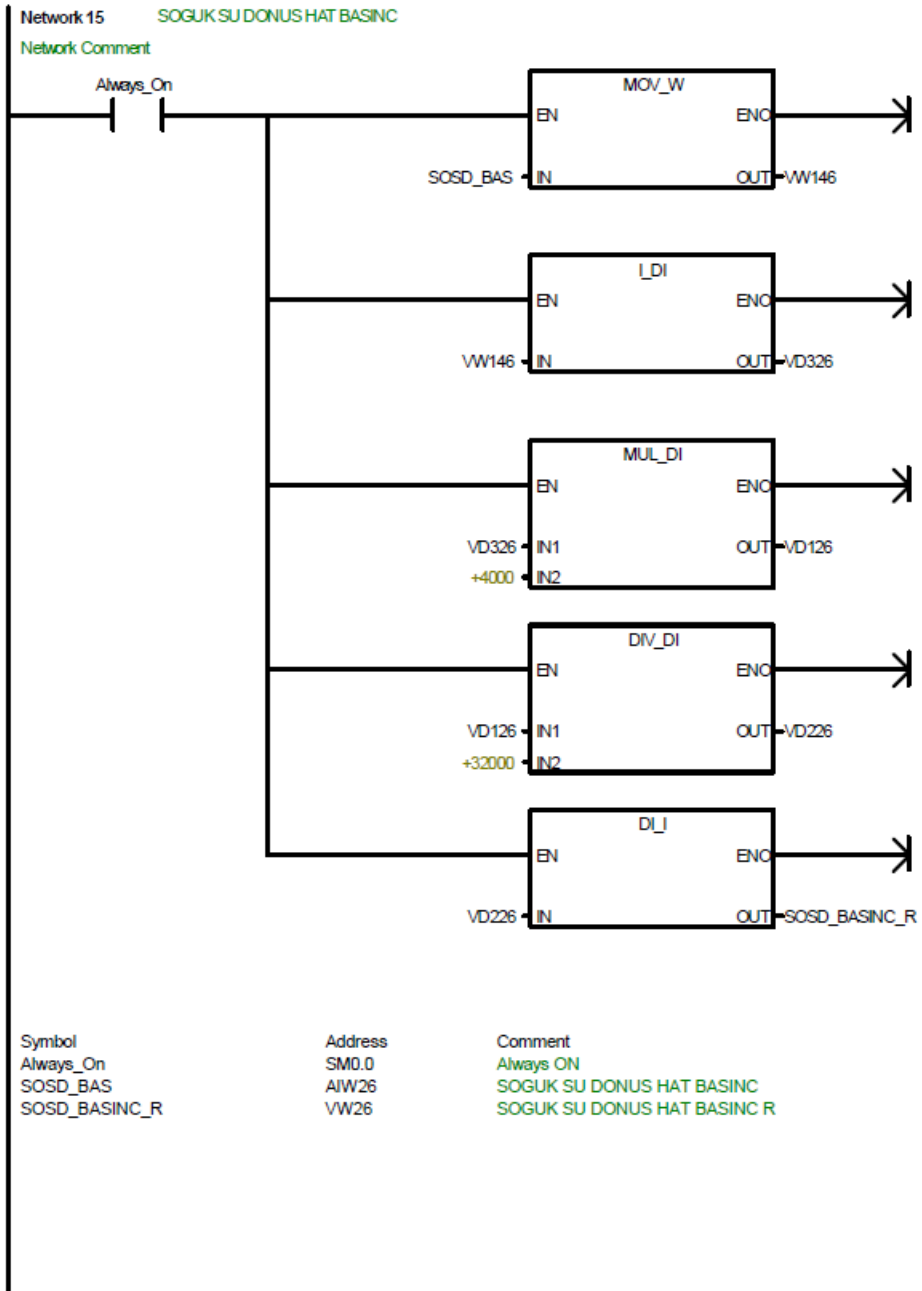 Network 15 SOGUK SU DONUS HAT BASINC
Network Comment
Always_On
MOV_W
EN ENO
SOSD_BAS IN OUT VW146
I_DI
EN ENO
VW146 IN OUT VD326
MUL_DI
EN ENO
VD326 IN1 OUT VD126
+4000 IN2
DIV_DI
EN ENO
VD126 IN1 OUT VD226
+32000 IN2
DI_I
EN ENO
VD226 IN OUT SOSD_BASINC_R
Symbol Address Comment
Always_On SM0.0 Always ON
SOSD_BAS AIW26 SOGUK SU DONUS HAT BASINC
SOSD_BASINC_R VW26 SOGUK SU DONUS HAT BASINC R